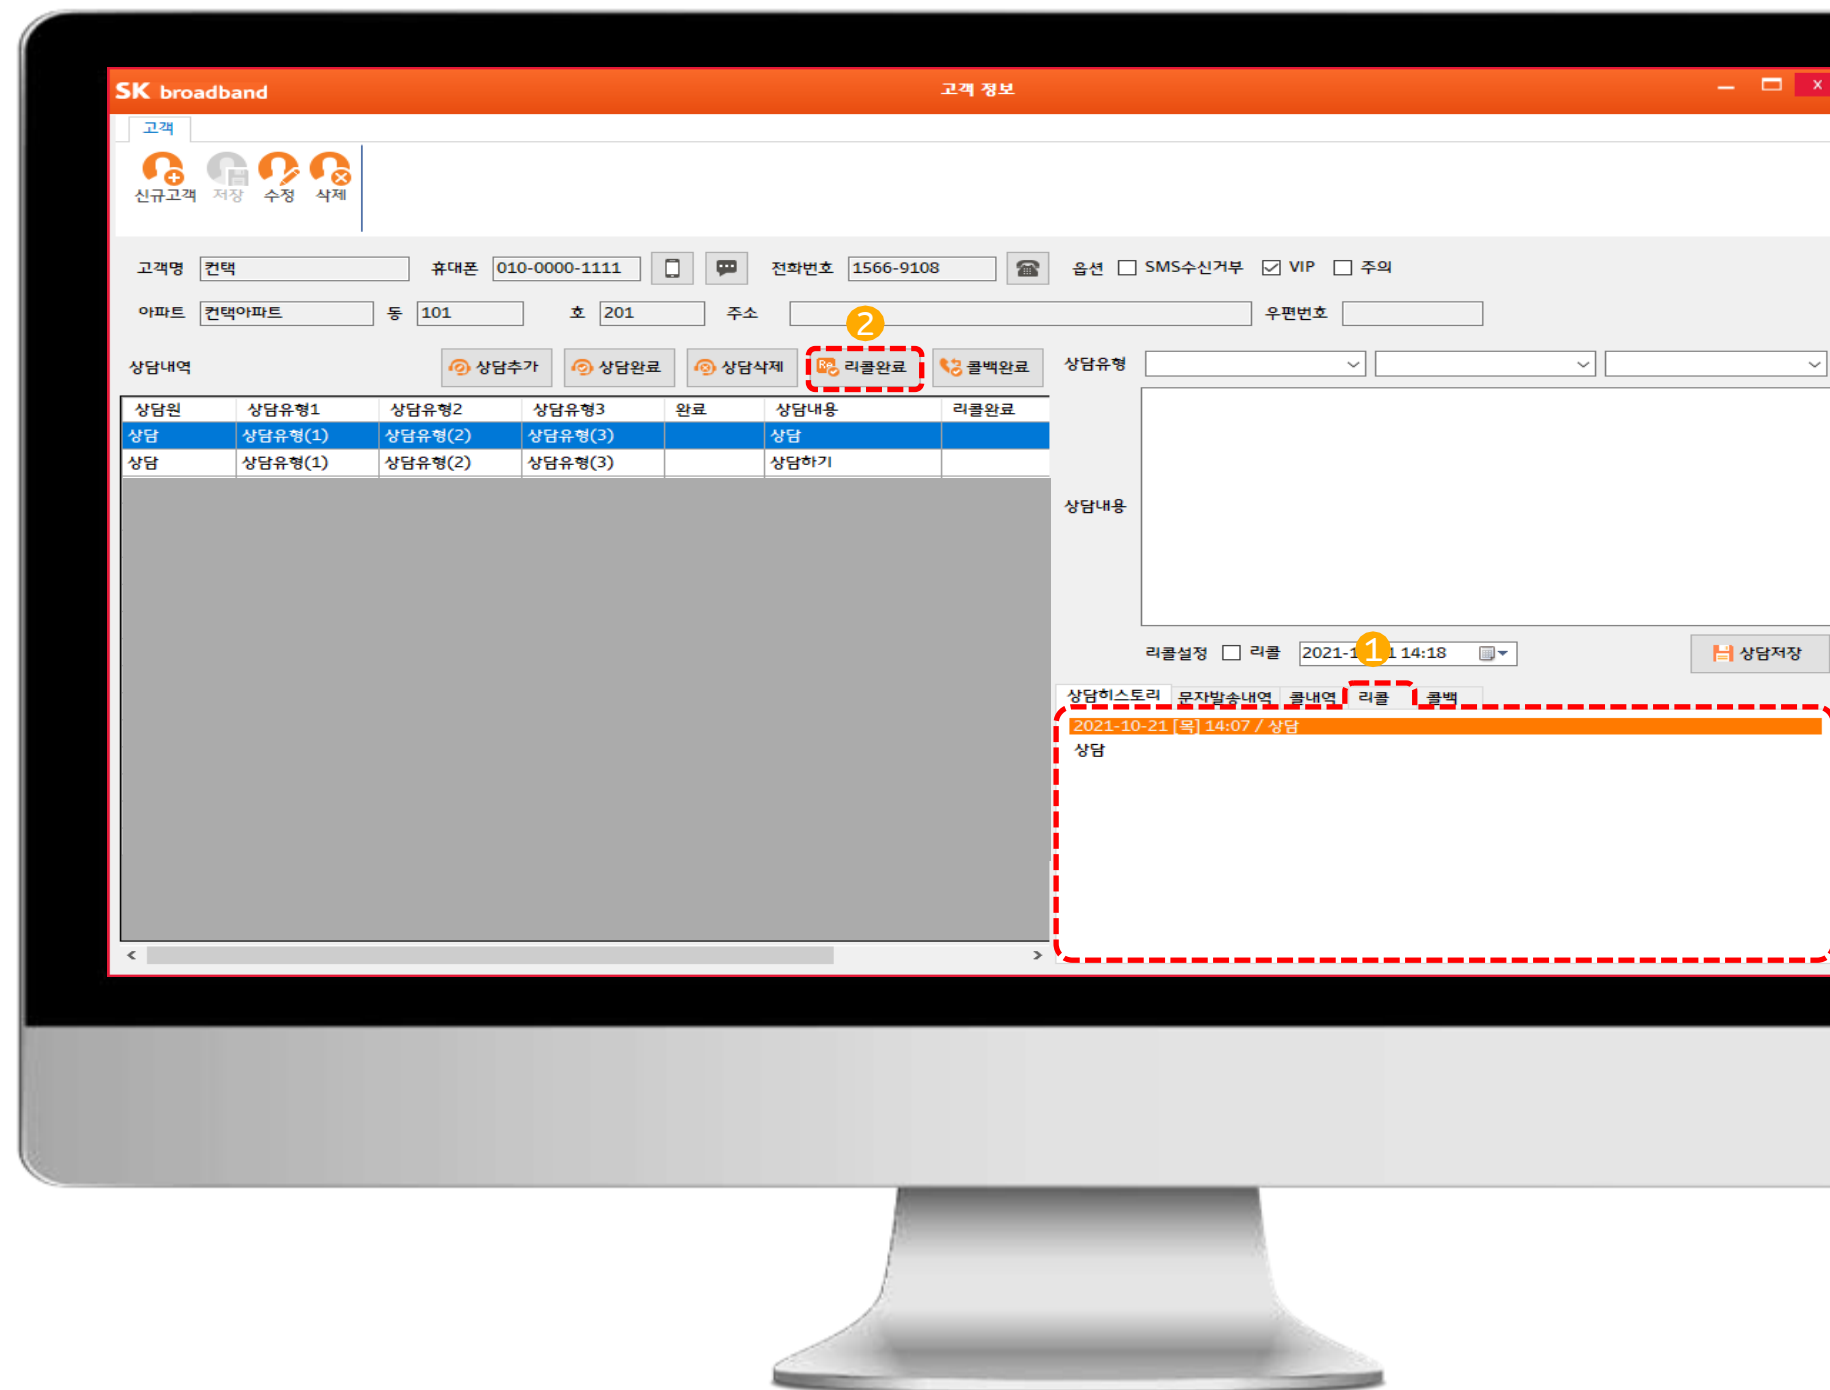 SK broadband
고객 정보
x
고객
신규고객 저장 수정 삭제
고객명 컨택 휴대폰 010-0000-1111 전화번호 1566-9108 옵션 SMS수신거부 VIP 주의
아파트 컨택아파트 동 101 호 201 주소 우편번호
2
상담내역 상담추가 상담완료 상담삭제 리콜완료 콜백완료 상담유형
상담원 상담유형1 상담유형2 상담유형3 완료 상담내용 리콜완료
상담 상담유형(1) 상담유형(2) 상담유형(3) 상담
상담 상담유형(1) 상담유형(2) 상담유형(3) 상담하기
상담내용
리콜설정 리콜 2021-1 1 14:18 상담저장
1
상담히스토리 문자발송내역 콜내역 리콜 콜백
2021-10-21 [목] 14:07 / 상담
상담